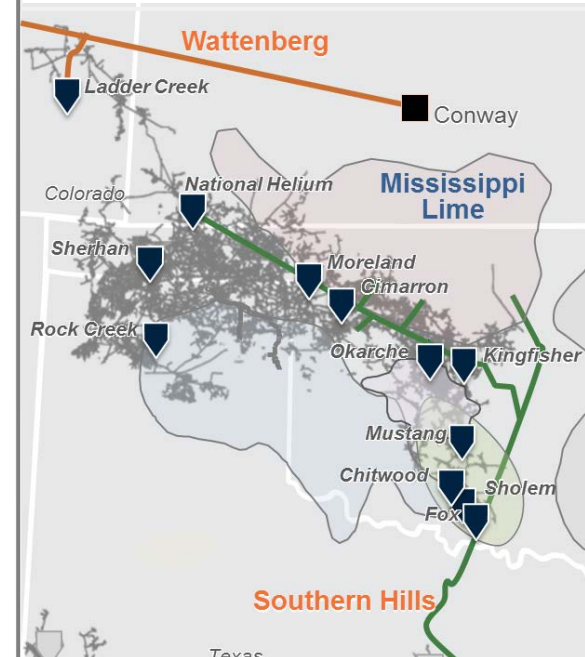 Wattenberg
Ladder Creek
Conway
National Helium
Mississippi
Lime
Colorado
Sherhan
Moreland
Cimarron
Rock Creek
Okarche
Kingfisher
Mustang
Chitwood
Sholem
Fox
Southern Hills
Texas